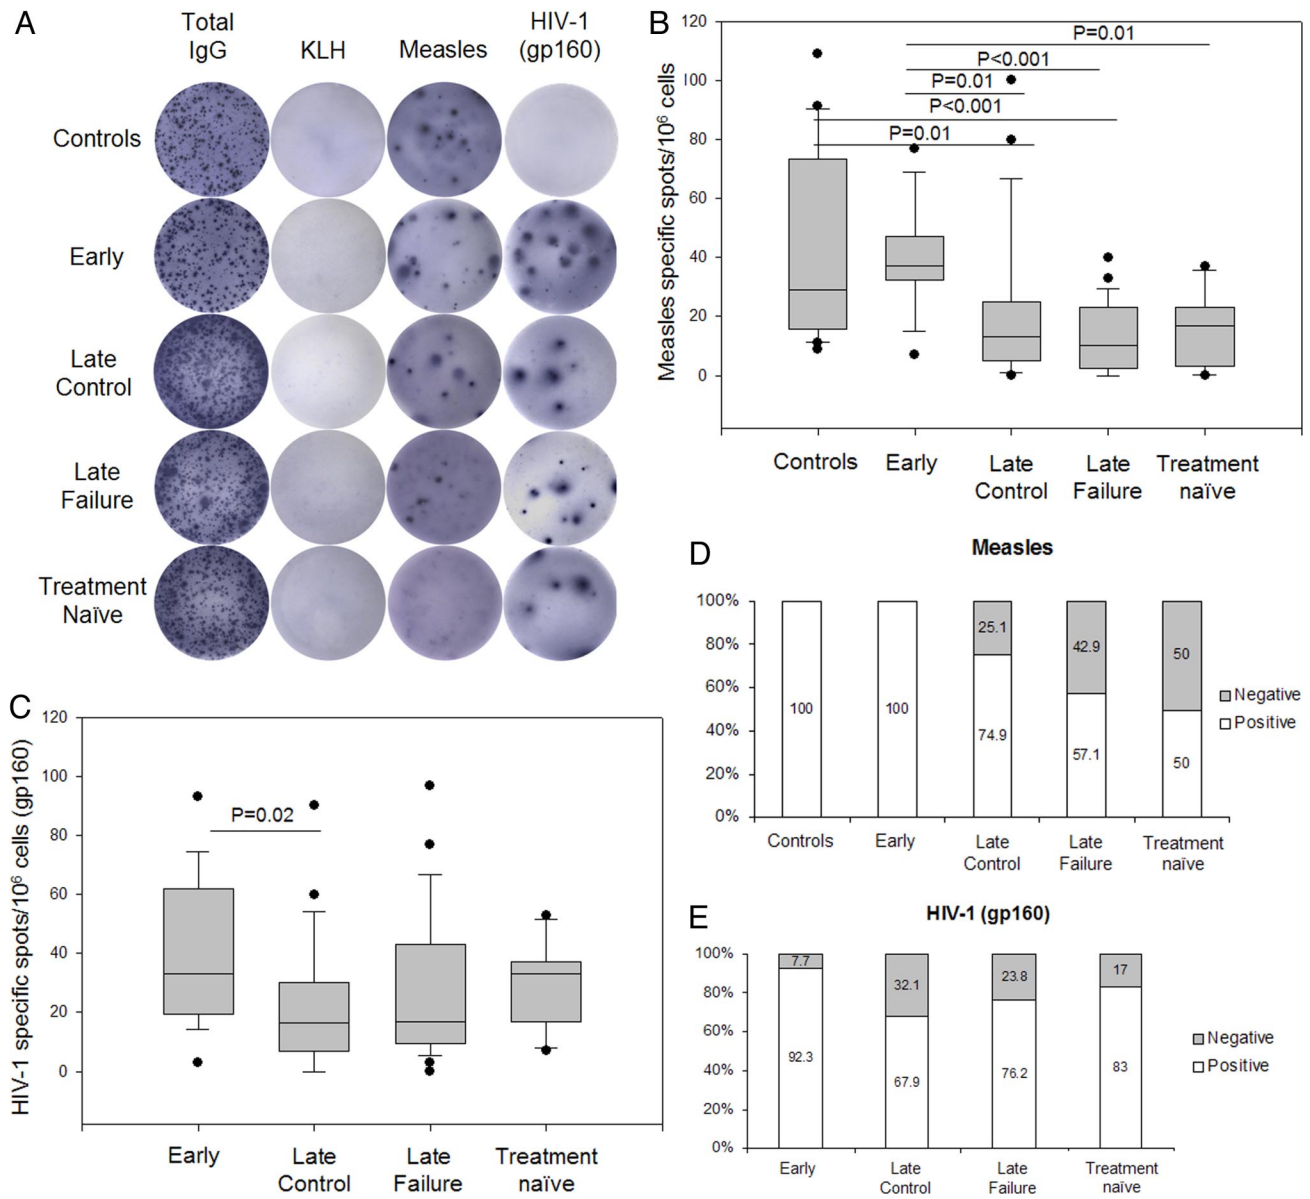 A
Total
IgG
KLH
Measles
HIV-1
(gp160)
Controls
Early
Late
Control
Late
Failure
Treatment
Naïve
B
Measles specific spots/10⁶ cells
120
100
80
60
40
20
0
P=0.01
P<0.001
P=0.01
P<0.001
P=0.01
Controls
Early
Late
Control
Late
Failure
Treatment
naïve
C
HIV-1 specific spots/10⁶ cells (gp160)
120
100
80
60
40
20
0
P=0.02
Early
Late
Control
Late
Failure
Treatment
naïve
D
Measles
100%
80%
60%
40%
20%
0%
100
100
25.1
74.9
42.9
57.1
50
50
Negative
Positive
Controls
Early
Late
Control
Late
Failure
Treatment
naïve
E
HIV-1 (gp160)
100%
80%
60%
40%
20%
0%
7.7
92.3
32.1
67.9
23.8
76.2
17
83
Negative
Positive
Early
Late
Control
Late
Failure
Treatment
naïve